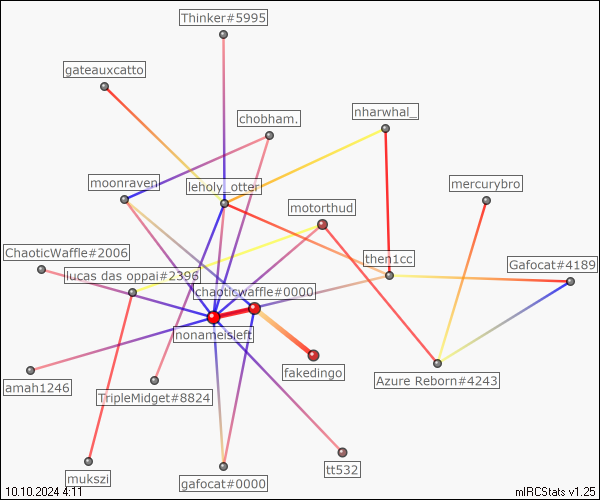 Thinker#5995
gateauxcatto
chobham.
nharwhal_
moonraven
leholy_otter
mercurybro
motorthud
ChaoticWaffle#2006
then1cc
Gafocat#4189
lucas das oppai#2396
chaoticwaffle#0000
nonameisleft
fakedingo
Azure Reborn#4243
amah1246
TripleMidget#8824
mukszi
gafocat#0000
tt532
10.10.2024 4:11
mIRCStats v1.25